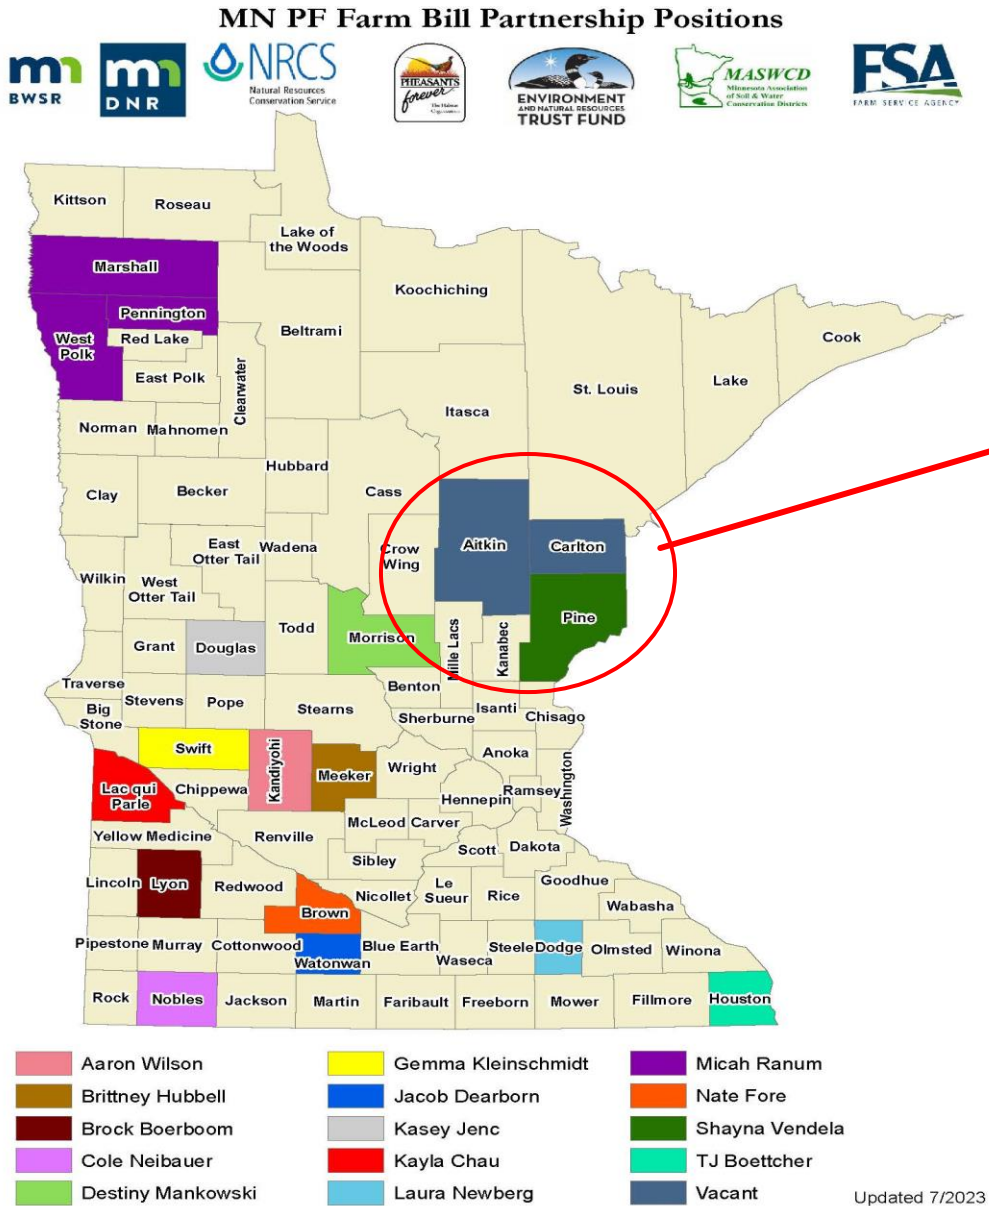 MN PF Farm Bill Partnership Positions
mn
BWSR
mn
DNR
NRCS
Natural Resources
Conservation Service
PHEASANTS
forever
The Habitat
Organization
ENVIRONMENT
AND NATURAL RESOURCES
TRUST FUND
MASWCD
Minnesota Association
of Soil & Water
Conservation Districts
FSA
FARM SERVICE AGENCY
Kittson
Roseau
Lake of
the Woods
Marshall
Koochiching
Pennington
Beltrami
West
Polk
Red Lake
Cook
East Polk
Clearwater
St. Louis
Lake
Itasca
Norman
Mahnomen
Hubbard
Clay
Becker
Cass
East
Otter Tail
Wadena
Crow
Wing
Aitkin
Carlton
Wilkin
West
Otter Tail
Pine
Todd
Morrison
Mille Lacs
Kanabec
Grant
Douglas
Traverse
Benton
Big
Stone
Stevens
Pope
Stearns
Isanti
Sherburne
Chisago
Swift
Kandiyohi
Meeker
Wright
Anoka
Washington
Lac qui
Parle
Chippewa
Hennepin
Ramsey
McLeod
Carver
Yellow Medicine
Renville
Scott
Dakota
Sibley
Lincoln
Lyon
Redwood
Nicollet
Le
Sueur
Rice
Goodhue
Wabasha
Brown
Pipestone
Murray
Cottonwood
Watonwan
Blue Earth
Waseca
Steele
Dodge
Olmsted
Winona
Rock
Nobles
Jackson
Martin
Faribault
Freeborn
Mower
Fillmore
Houston
Aaron Wilson
Brittney Hubbell
Brock Boerboom
Cole Neibauer
Destiny Mankowski
Gemma Kleinschmidt
Jacob Dearborn
Kasey Jenc
Kayla Chau
Laura Newberg
Micah Ranum
Nate Fore
Shayna Vendela
TJ Boettcher
Vacant
Updated 7/2023